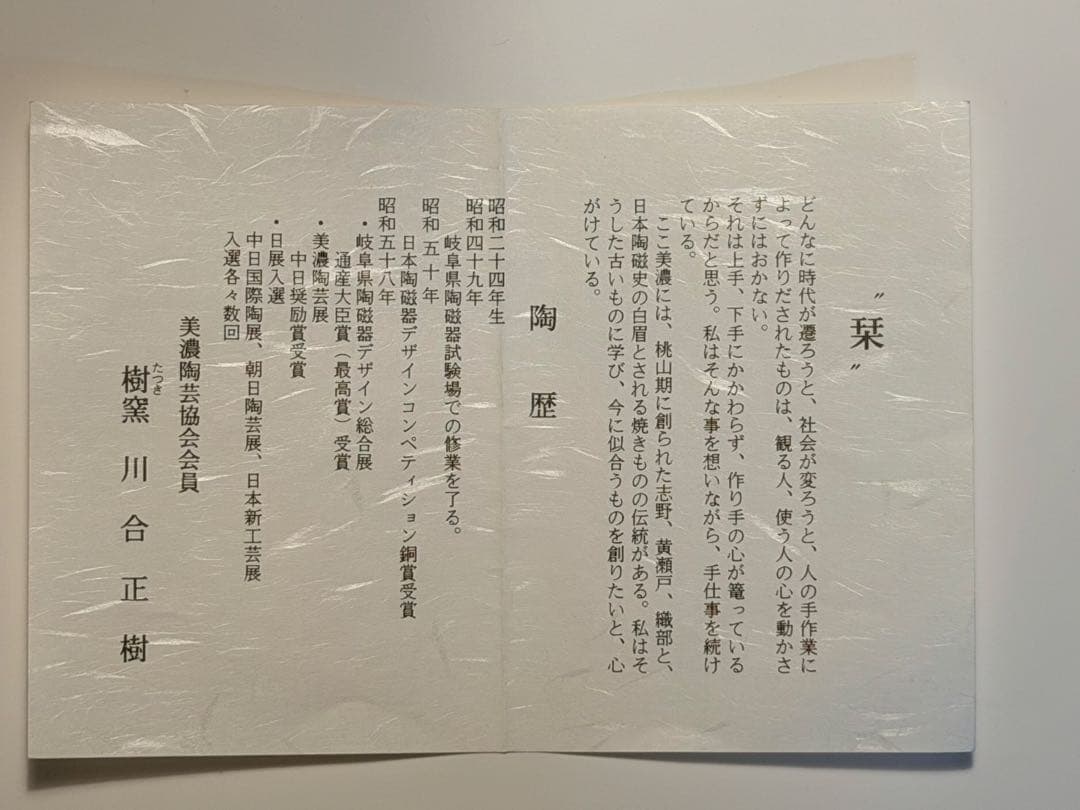 〝栞〟
どんなに時代が遷ろうと、社会が変ろうと、人の手作業に
よって作りだされたものは、観る人、使う人の心を動かさ
ずにはおかない。
それは上手、下手にかかわらず、作り手の心が篭っている
からだと思う。私はそんな事を想いながら、手仕事を続け
ている。
ここ美濃には、桃山期に創られた志野、黄瀬戸、織部と、
日本陶磁史の白眉とされる焼きものの伝統がある。私はそ
うした古いものに学び、今に似合うものを創りたいと、心
がけている。
陶歴
昭和二十四年生
昭和四十九年
岐阜県陶磁器試験場での修業を了る。
昭和五十年
日本陶磁器デザインコンペティション銅賞受賞
昭和五十八年
・岐阜県陶磁器デザイン総合展
通産大臣賞(最高賞)受賞
・美濃陶芸展
中日奨励賞受賞
・日展入選
中日国際陶展、朝日陶芸展、日本新工芸展
入選各々数回
美濃陶芸協会会員
たつき
樹窯 川合正樹